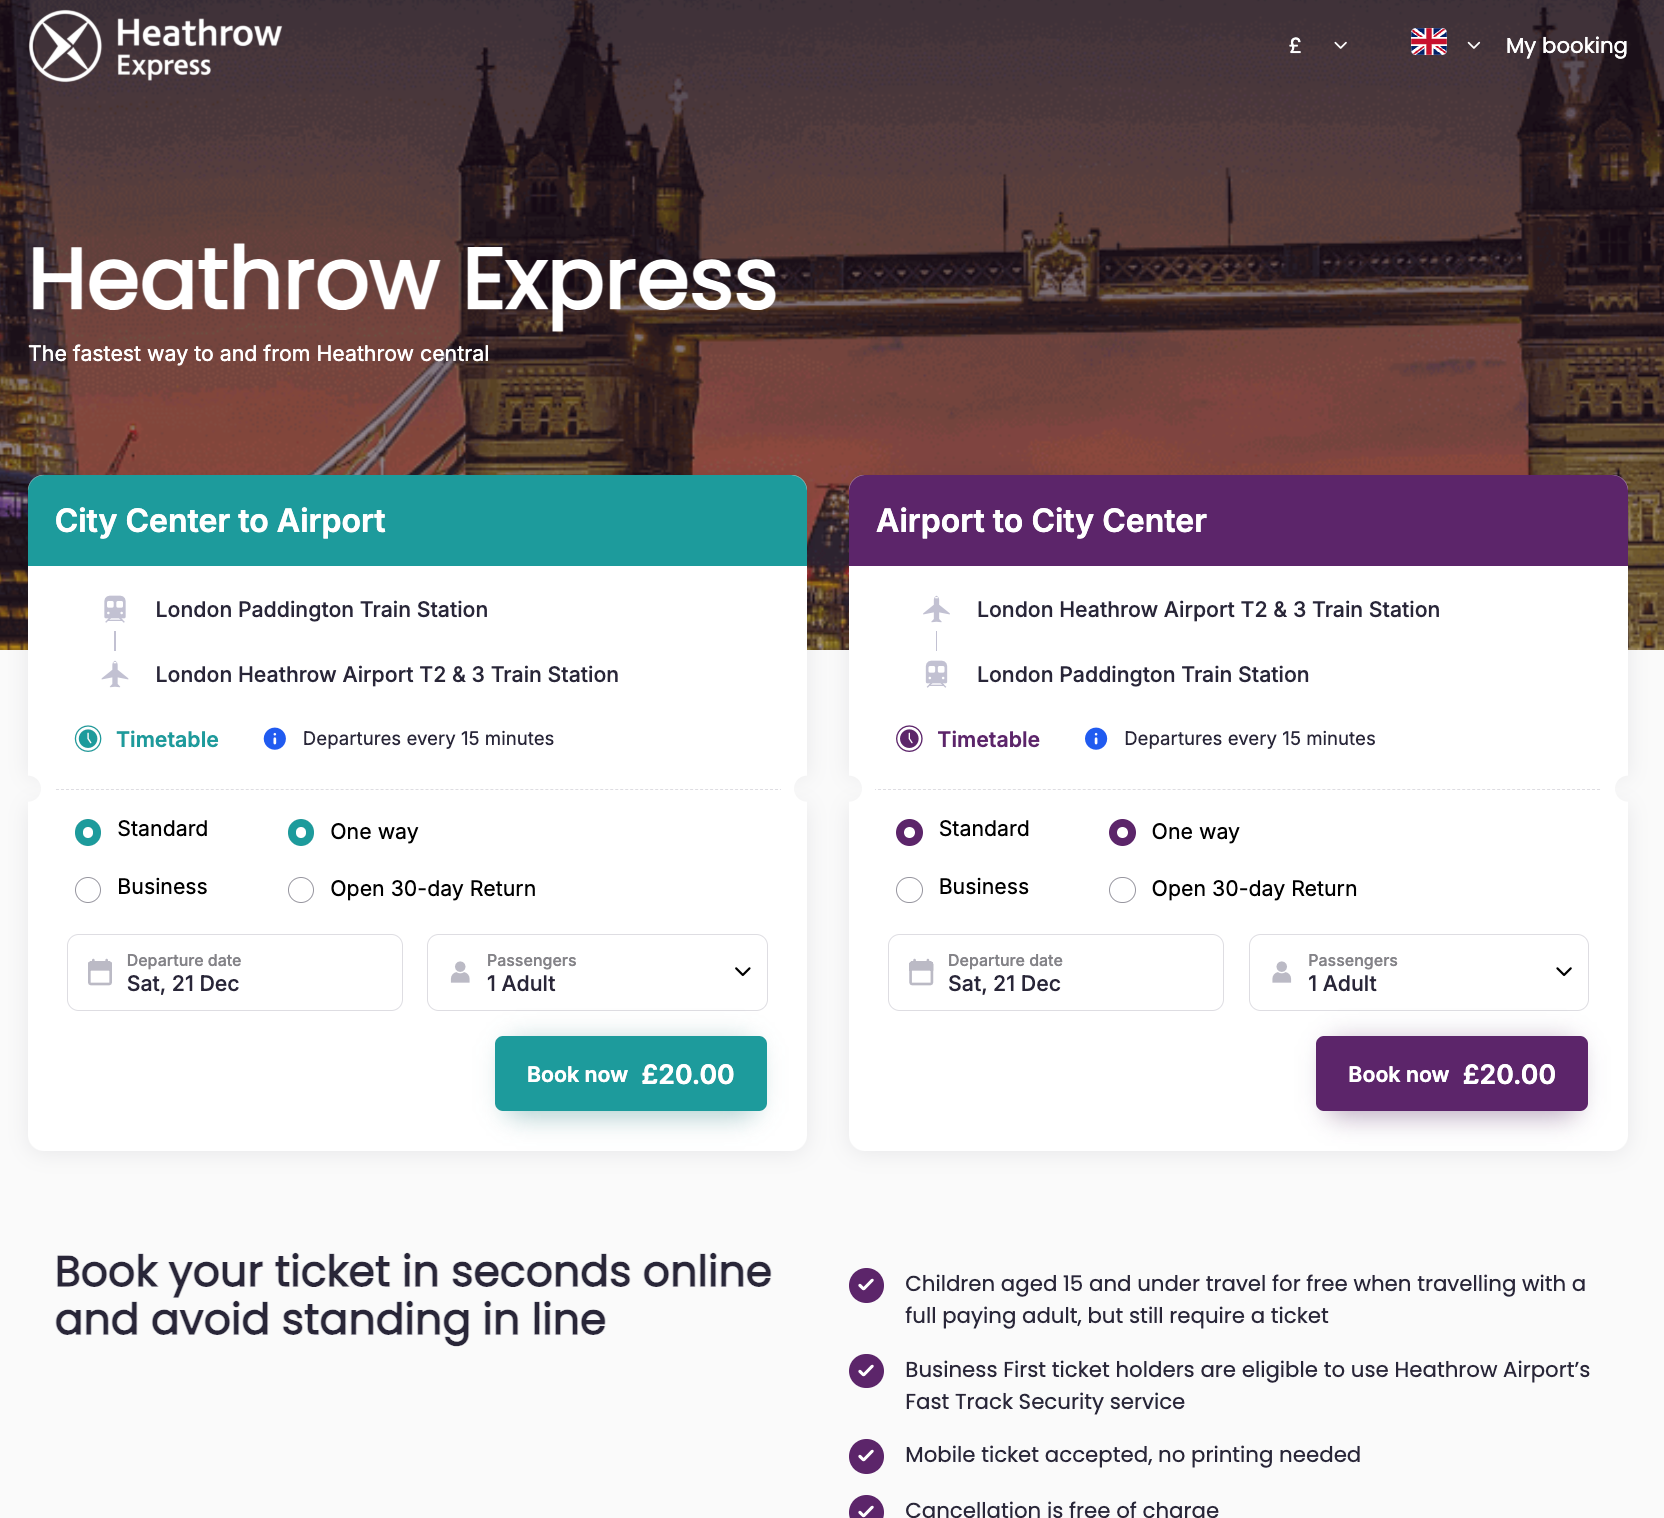 Heathrow
Express
£
My booking
Heathrow Express
The fastest way to and from Heathrow central
City Center to Airport
London Paddington Train Station
London Heathrow Airport T2 & 3 Train Station
Timetable
Departures every 15 minutes
Standard
One way
Business
Open 30-day Return
Departure date
Sat, 21 Dec
Passengers
1 Adult
Book now £20.00
Airport to City Center
London Heathrow Airport T2 & 3 Train Station
London Paddington Train Station
Timetable
Departures every 15 minutes
Standard
One way
Business
Open 30-day Return
Departure date
Sat, 21 Dec
Passengers
1 Adult
Book now £20.00
Book your ticket in seconds online
and avoid standing in line
Children aged 15 and under travel for free when travelling with a
full paying adult, but still require a ticket
Business First ticket holders are eligible to use Heathrow Airport’s
Fast Track Security service
Mobile ticket accepted, no printing needed
Cancellation is free of charge